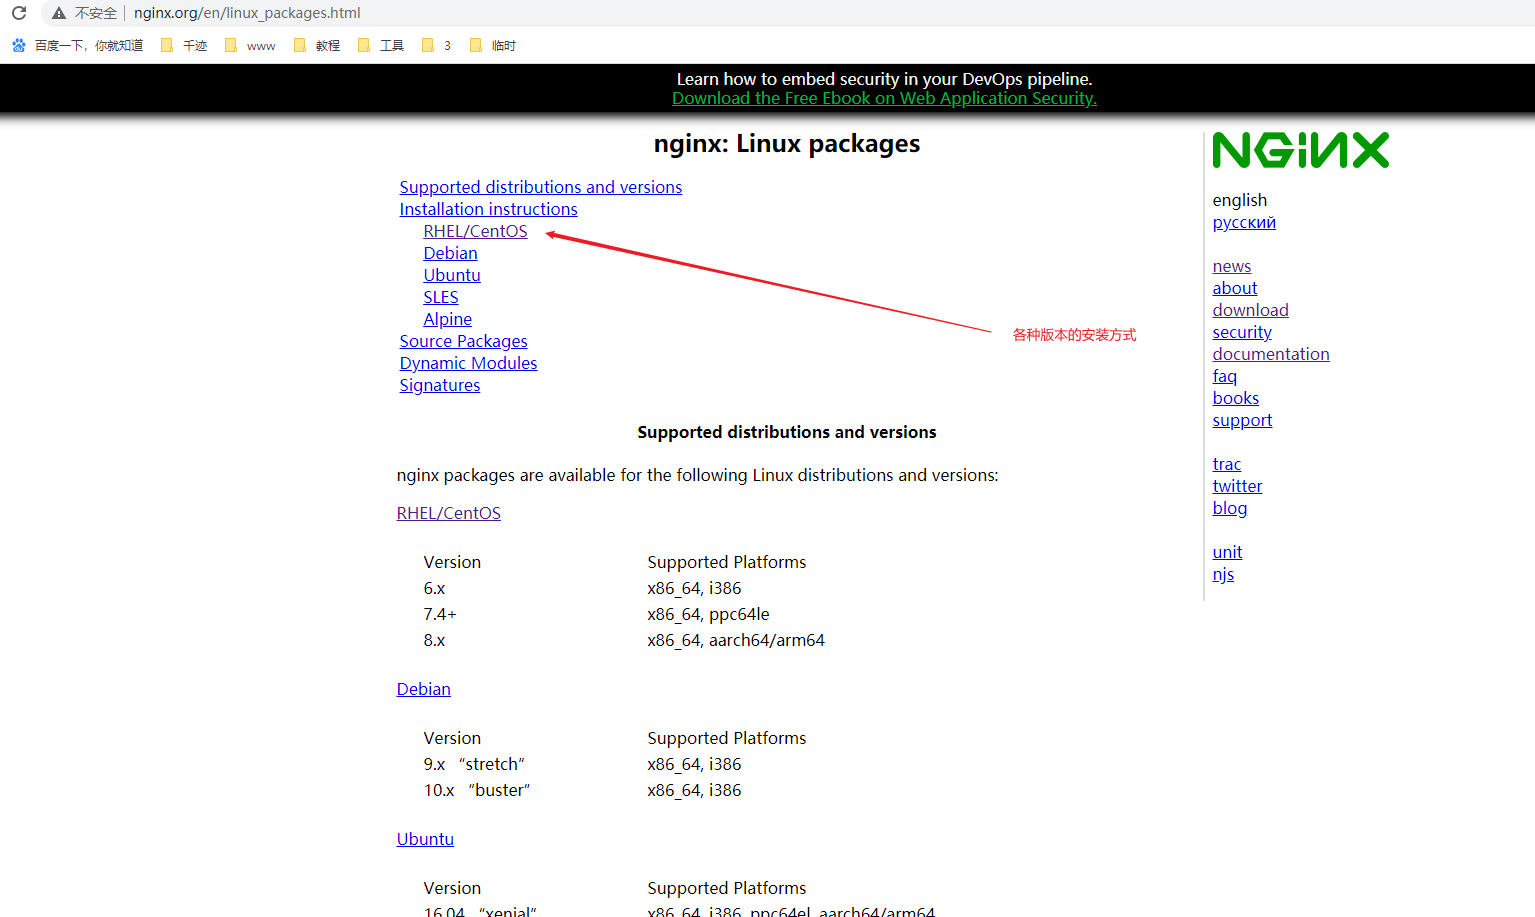 不安全 nginx.org/en/linux_packages.html
百度一下，你就知道 千迹 www 教程 工具 3 临时
Learn how to embed security in your DevOps pipeline.
Download the Free Ebook on Web Application Security.
nginx: Linux packages
Supported distributions and versions
Installation instructions
RHEL/CentOS
Debian
Ubuntu
SLES
Alpine
Source Packages
Dynamic Modules
Signatures
各种版本的安装方式
Supported distributions and versions
nginx packages are available for the following Linux distributions and versions:
RHEL/CentOS
Version Supported Platforms
6.x x86_64, i386
7.4+ x86_64, ppc64le
8.x x86_64, aarch64/arm64
Debian
Version Supported Platforms
9.x “stretch” x86_64, i386
10.x “buster” x86_64, i386
Ubuntu
Version Supported Platforms
16.04 “xenial” x86_64, i386, ppc64el, aarch64/arm64
NGINX
english
русский
news
about
download
security
documentation
faq
books
support
trac
twitter
blog
unit
njs